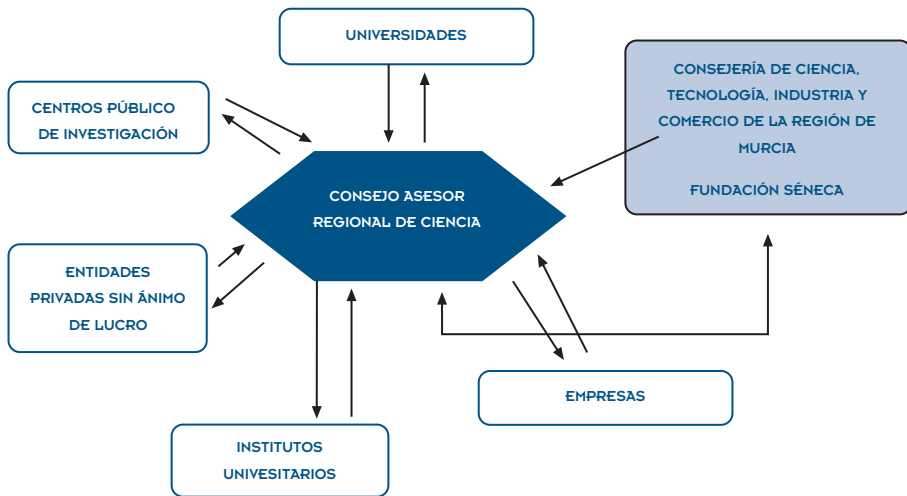 UNIVERSIDADES
CONSEJERÍA DE CIENCIA,
TECNOLOGÍA, INDUSTRIA Y
COMERCIO DE LA REGIÓN DE
MURCIA
FUNDACIÓN SÉNECA
CENTROS PÚBLICO
DE INVESTIGACIÓN
CONSEJO ASESOR
REGIONAL DE CIENCIA
ENTIDADES
PRIVADAS SIN ÁNIMO
DE LUCRO
EMPRESAS
INSTITUTOS
UNIVESITARIOS